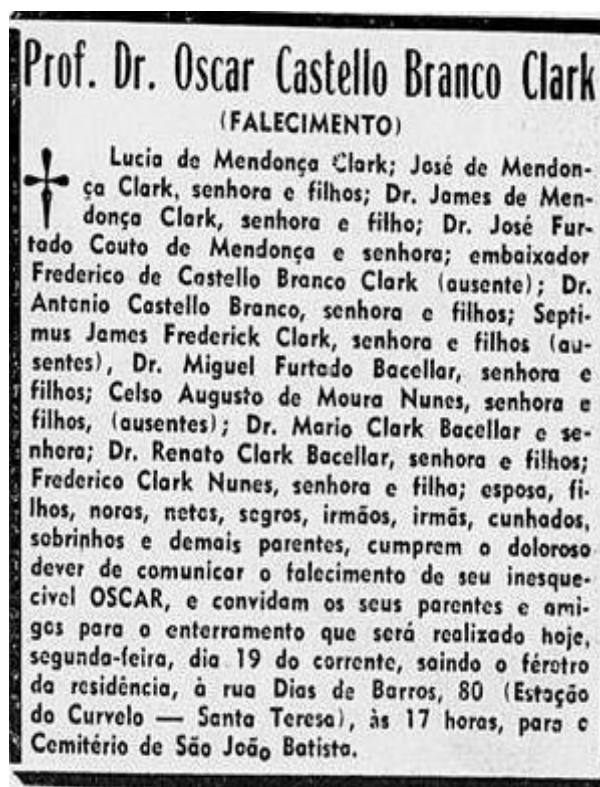 Prof. Dr. Oscar Castello Branco Clark
(FALECIMENTO)
Lucia de Mendonça Clark; José de Mendon-
ça Clark, senhora e filhos; Dr. James de Men-
donça Clark, senhora e filho; Dr. José Fur-
tado Couto de Mendonça e senhora; embaixador
Frederico de Castello Branco Clark (ausente); Dr.
Antonio Castello Branco, senhora e filhos; Septi-
mus James Frederick Clark, senhora e filhos (au-
sentes), Dr. Miguel Furtado Bacellar, senhora e
filhos; Celso Augusto de Moura Nunes, senhora e
filhos, (ausentes); Dr. Mario Clark Bacellar e se-
nhora; Dr. Renato Clark Bacellar, senhora e filhos;
Frederico Clark Nunes, senhora e filha; esposa, fi-
lhos, noras, netos, sogros, irmãos, irmãs, cunhados,
sobrinhos e demais parentes, cumprem o doloroso
dever de comunicar o falecimento de seu inesque-
civel OSCAR, e convidam os seus parentes e ami-
gos para o enterramento que será realizado hoje,
segunda-feira, dia 19 do corrente, saindo o féretro
da residência, à rua Dias de Barros, 80 (Estação
do Curvelo — Santa Teresa), às 17 horas, para o
Cemitério de São João Batista.